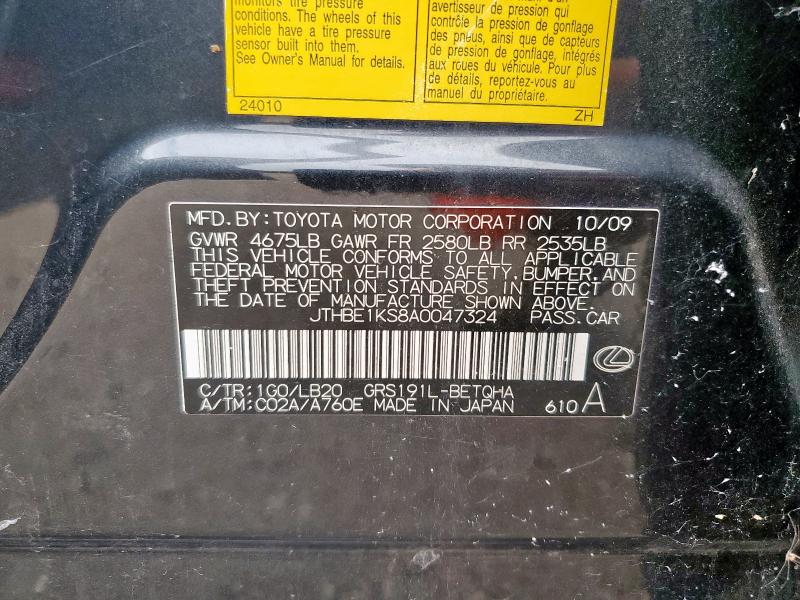 monitors tire pressure
conditions. The wheels of this
vehicle have a tire pressure
sensor built into them.
See Owner's Manual for details.
24010
avertisseur de pression qui
contrôle la pression de gonflage
des pneus, ainsi que de capteurs
de pression de gonflage, intégrés
aux roues du véhicule. Pour plus
de détails, reportez-vous au
manuel du propriétaire.
ZH
MFD.BY:TOYOTA MOTOR CORPORATION 10/09
GVWR 4675LB GAWR FR 2580LB RR 2535LB
THIS VEHICLE CONFORMS TO ALL APPLICABLE
FEDERAL MOTOR VEHICLE SAFETY,BUMPER,AND
THEFT PREVENTION STANDARDS IN EFFECT ON
THE DATE OF MANUFACTURE SHOWN ABOVE.
JTHBE1KS8A0047324 PASS.CAR
C/TR:1G0/LB20 GRS191L-BETQHA
A/TM:C02A/A760E MADE IN JAPAN 610 A